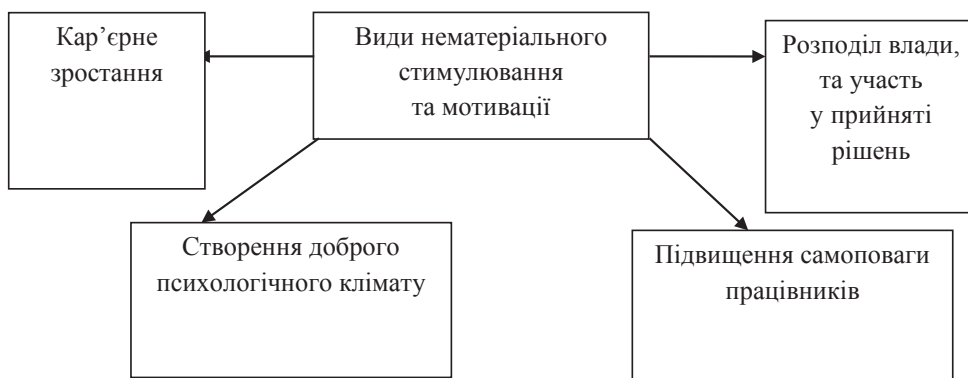 Кар’єрне
зростання
Види нематеріального
стимулювання
та мотивації
Розподіл влади,
та участь
у прийняті
рішень
Створення доброго
психологічного клімату
Підвищення самоповаги
працівників